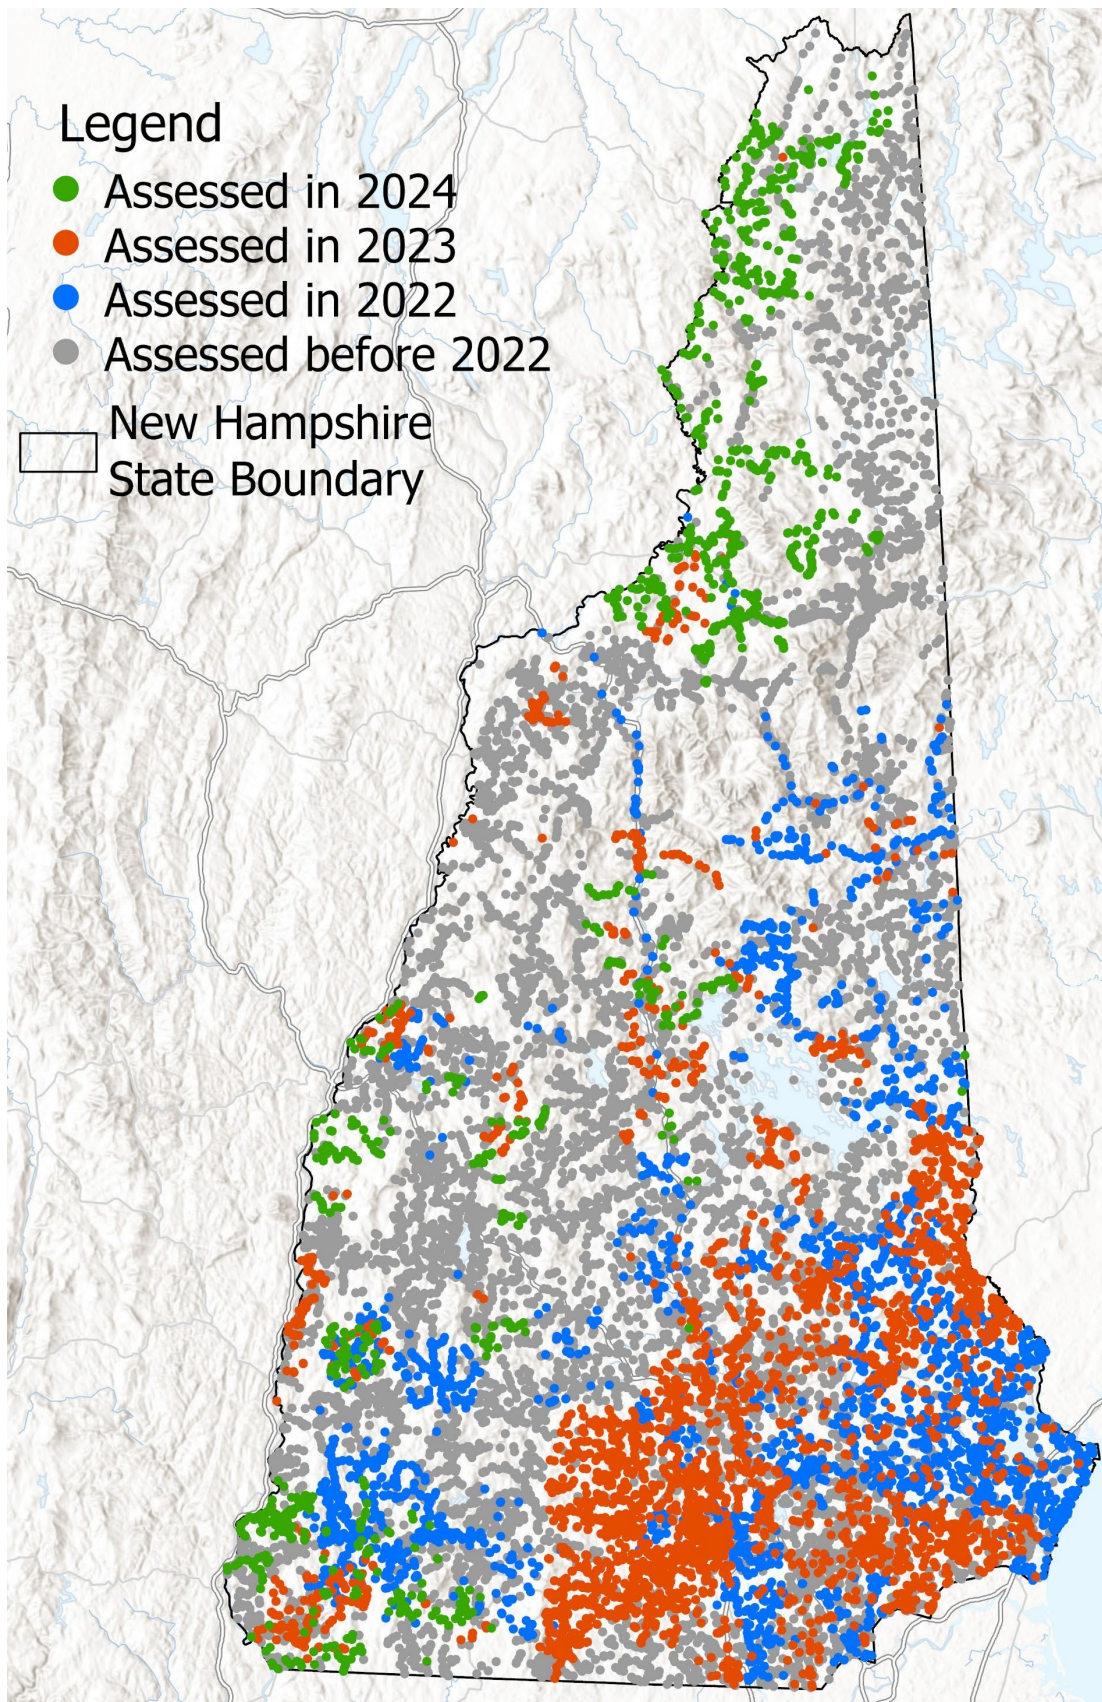 Legend
Assessed in 2024
Assessed in 2023
Assessed in 2022
Assessed before 2022
New Hampshire
State Boundary